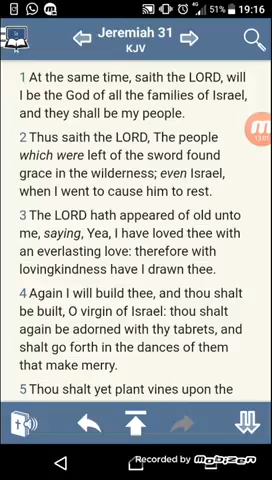 51% 19:16
Jeremiah 31
KJV
1 At the same time, saith the LORD, will
I be the God of all the families of Israel,
and they shall be my people.
2 Thus saith the LORD, The people
which were left of the sword found
grace in the wilderness; even Israel,
when I went to cause him to rest.
3 The LORD hath appeared of old unto
me, saying, Yea, I have loved thee with
an everlasting love: therefore with
lovingkindness have I drawn thee.
4 Again I will build thee, and thou shalt
be built, O virgin of Israel: thou shalt
again be adorned with thy tabrets, and
shalt go forth in the dances of them
that make merry.
5 Thou shalt yet plant vines upon the
Recorded by mobizen